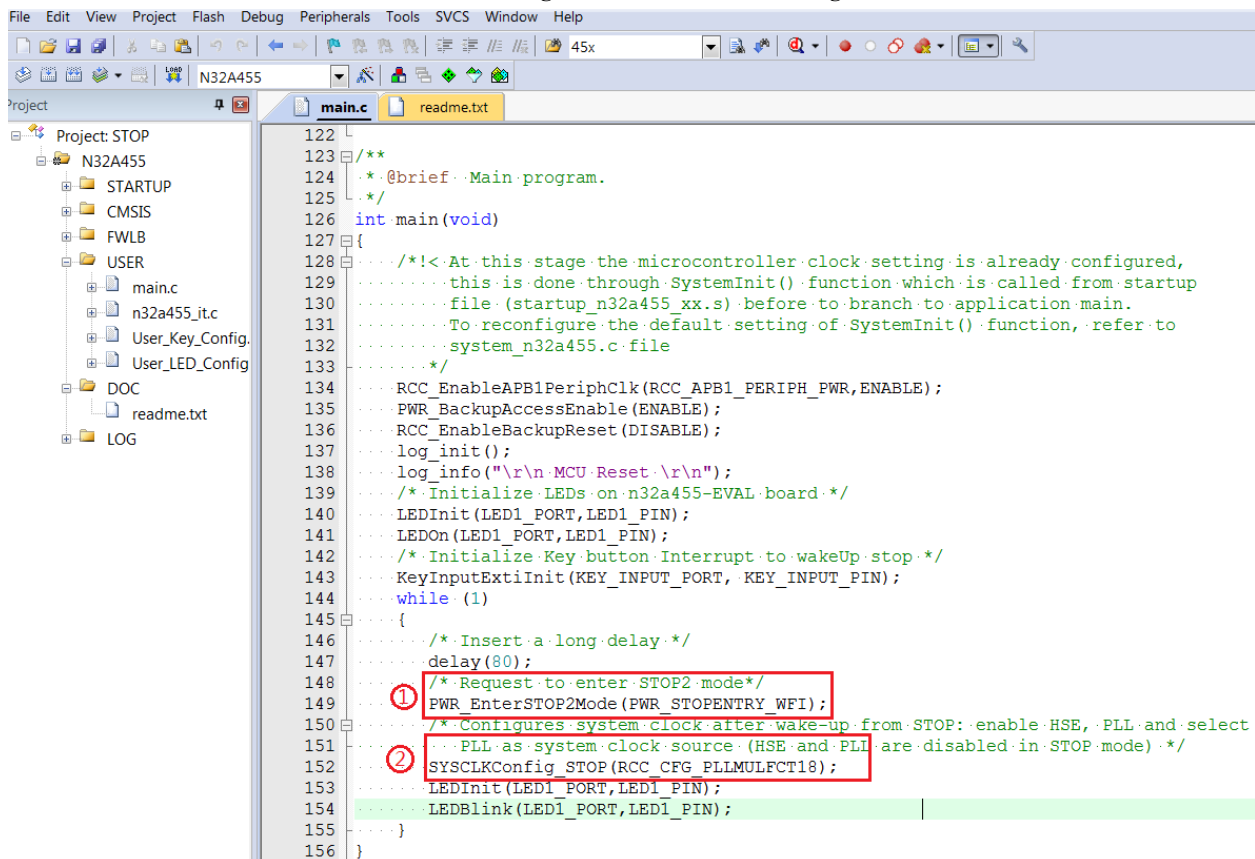 File Edit View Project Flash Debug Peripherals Tools SVCS Window Help
45x
LOAD N32A455
Project
main.c readme.txt
Project: STOP
N32A455
STARTUP
CMSIS
FWLB
USER
main.c
n32a455_it.c
User_Key_Config.
User_LED_Config
DOC
readme.txt
LOG
122
123 /**
124 * @brief Main program.
125 */
126 int main(void)
127 {
128 /*!< At this stage the microcontroller clock setting is already configured,
129 this is done through SystemInit() function which is called from startup
130 file (startup_n32a455_xx.s) before to branch to application main.
131 To reconfigure the default setting of SystemInit() function, refer to
132 system_n32a455.c file
133 */
134 RCC_EnableAPB1PeriphClk(RCC_APB1_PERIPH_PWR,ENABLE);
135 PWR_BackupAccessEnable(ENABLE);
136 RCC_EnableBackupReset(DISABLE);
137 log_init();
138 log_info("\r\n MCU Reset \r\n");
139 /* Initialize LEDs on n32a455-EVAL board */
140 LEDInit(LED1_PORT,LED1_PIN);
141 LEDOn(LED1_PORT,LED1_PIN);
142 /* Initialize Key button Interrupt to wakeUp stop */
143 KeyInputExtiInit(KEY_INPUT_PORT, KEY_INPUT_PIN);
144 while (1)
145 {
146 /* Insert a long delay */
147 delay(80);
148 /* Request to enter STOP2 mode*/
149 ① PWR_EnterSTOP2Mode(PWR_STOPENTRY_WFI);
150 /* Configures system clock after wake-up from STOP: enable HSE, PLL and select
151 PLL as system clock source (HSE and PLL are disabled in STOP mode) */
152 ② SYSCLKConfig_STOP(RCC_CFG_PLLMULFCT18);
153 LEDInit(LED1_PORT,LED1_PIN);
154 LEDBlink(LED1_PORT,LED1_PIN);
155 }
156 }